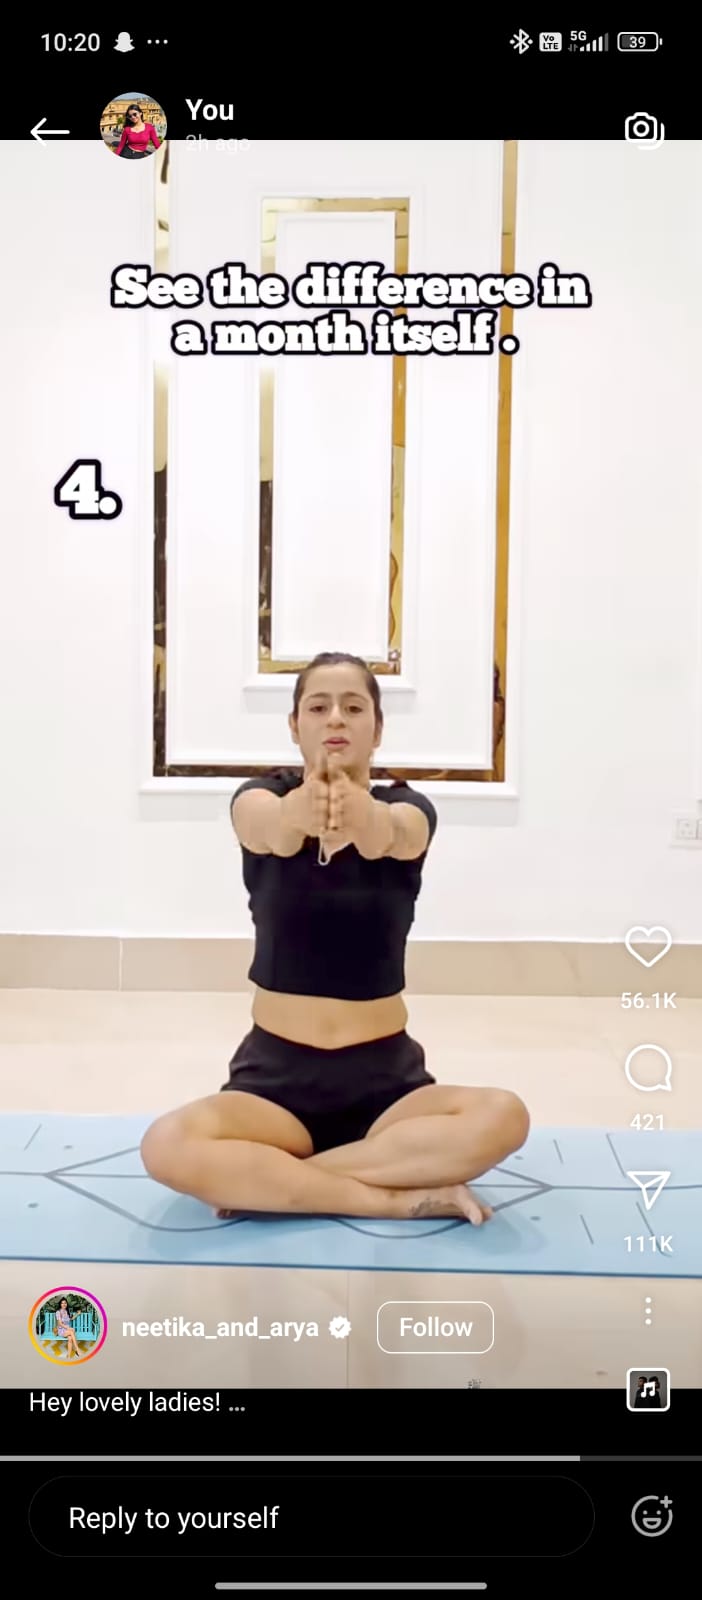 10:20
Vo
LTE
5G
39
You
2h ago
See the difference in
a month itself .
4.
56.1K
421
111K
neetika_and_arya
Follow
Hey lovely ladies! ...
Reply to yourself